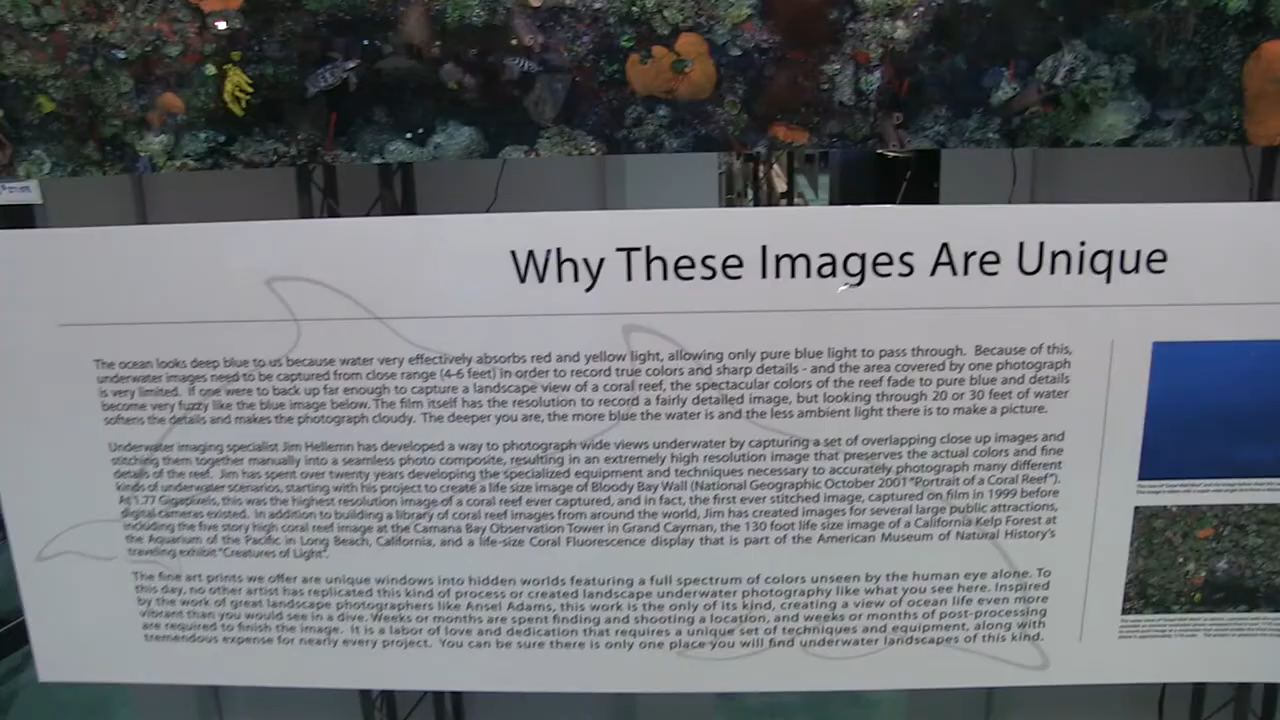 Why These Images Are Unique
The ocean looks deep blue to us because water very effectively absorbs red and yellow light, allowing only pure blue light to pass through. Because of this,
underwater images need to be captured from close range (4-6 feet) in order to record true colors and sharp details - and the area covered by one photograph
is very limited. If one were to back up far enough to capture a landscape view of a coral reef, the spectacular colors of the reef fade to pure blue and details
become very fuzzy like the blue image below. The film itself has the resolution to record a fairly detailed image, but looking through 20 or 30 feet of water
softens the details and makes the photograph cloudy. The deeper you are, the more blue the water is and the less ambient light there is to make a picture.
Underwater imaging specialist Jim Hellemn has developed a way to photograph wide views underwater by capturing a set of overlapping close up images and
stitching them together manually into a seamless photo composite, resulting in an extremely high resolution image that preserves the actual colors and fine
details of the reef. Jim has spent over twenty years developing the specialized equipment and techniques necessary to accurately photograph many different
kinds of underwater scenarios, starting with his project to create a life size image of Bloody Bay Wall (National Geographic October 2001 "Portrait of a Coral Reef").
At 1.77 Gigapixels, this was the highest resolution image of a coral reef ever captured, and in fact, the first ever stitched image, captured on film in 1999 before
digital cameras existed. In addition to building a library of coral reef images from around the world, Jim has created images for several large public attractions,
including the five story high coral reef image at the Camana Bay Observation Tower in Grand Cayman, the 130 foot life size image of a California Kelp Forest at
the Aquarium of the Pacific in Long Beach, California, and a life-size Coral Fluorescence display that is part of the American Museum of Natural History's
traveling exhibit "Creatures of Light".
The fine art prints we offer are unique windows into hidden worlds featuring a full spectrum of colors unseen by the human eye alone. To
this day, no other artist has replicated this kind of process or created landscape underwater photography like what you see here. Inspired
by the work of great landscape photographers like Ansel Adams, this work is the only of its kind, creating a view of ocean life even more
vibrant than you would see in a dive. Weeks or months are spent finding and shooting a location, and weeks or months of post-processing
are required to finish the image. It is a labor of love and dedication that requires a unique set of techniques and equipment, along with
tremendous expense for nearly every project. You can be sure there is only one place you will find underwater landscapes of this kind.